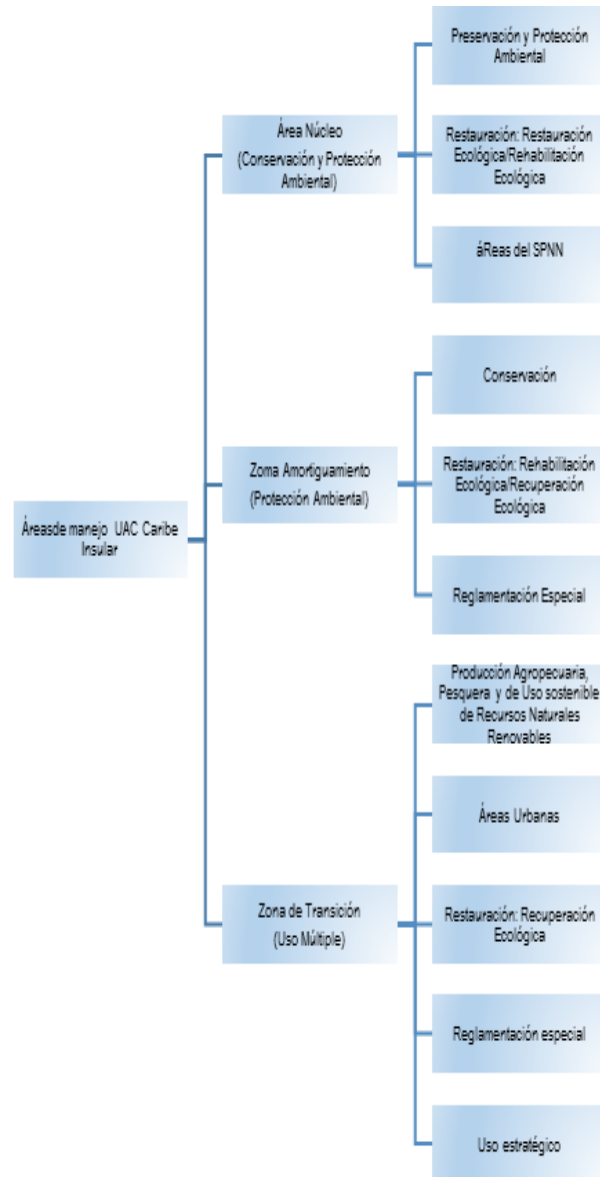 Preservación y Protección
Ambiental
Área Núcleo
(Conservación y Protección
Ambiental)
Restauración: Restauración
Ecológica/Rehabilitación
Ecológica
áReas del SPNN
Conservación
Zoma Amortiguamiento
(Protección Ambiental)
Restauración: Rehabilitación
Ecológica/Recuperación
Ecológica
Áreasde manejo UAC Caribe
Insular
Reglamentación Especial
Producción Agropecuaria,
Pesquera y de Uso sostenible
de Recursos Naturales
Renovables
Áreas Urbanas
Zona de Transición
(Uso Múltiple)
Restauración: Recuperación
Ecológica
Reglamentación especial
Uso estratégico